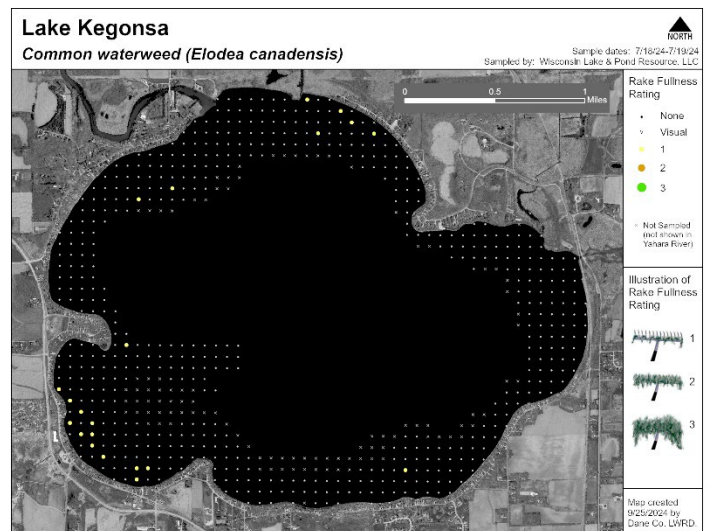 Lake Kegonsa
Common waterweed (Elodea canadensis)
NORTH
Sample dates: 7/18/24-7/19/24
Sampled by: Wisconsin Lake & Pond Resource, LLC
0 0.5 1
Miles
Rake Fullness
Rating
None
Visual
1
2
3
Not Sampled
(not shown in
Yahara River)
Illustration of
Rake Fullness
Rating
1
2
3
Map created
9/25/2024 by
Dane Co. LWRD.